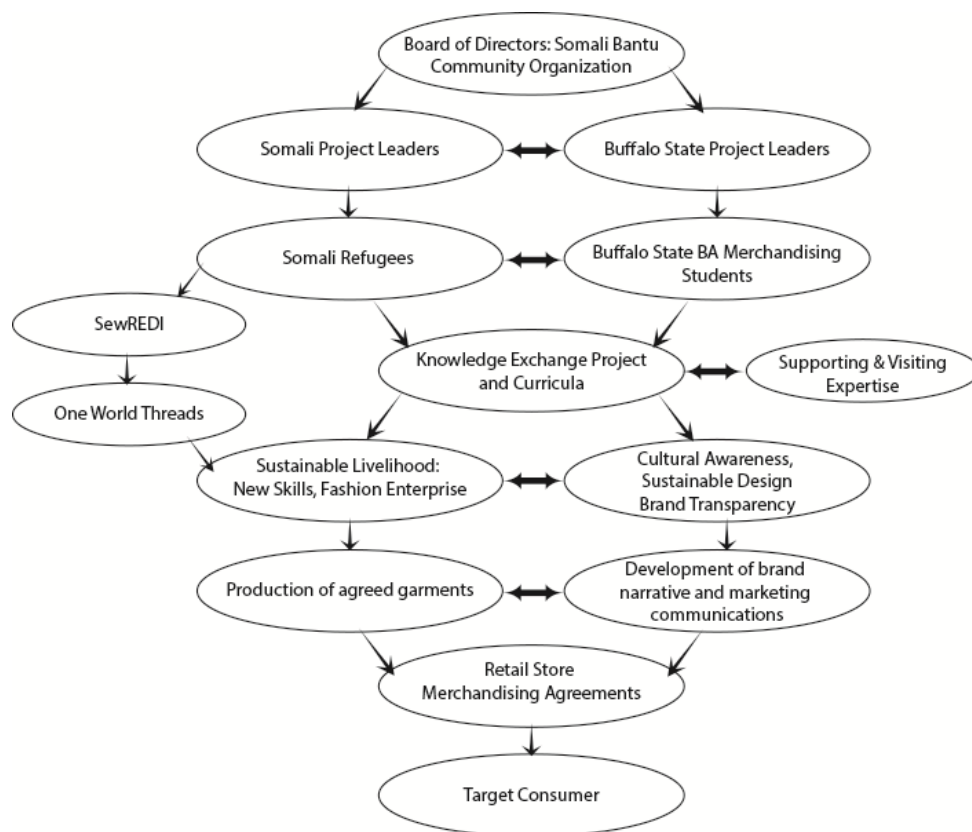 Board of Directors: Somali Bantu
Community Organization
Somali Project Leaders
Buffalo State Project Leaders
Somali Refugees
Buffalo State BA Merchandising
Students
SewREDI
Knowledge Exchange Project
and Curricula
Supporting & Visiting
Expertise
One World Threads
Sustainable Livelihood:
New Skills, Fashion Enterprise
Cultural Awareness,
Sustainable Design
Brand Transparency
Production of agreed garments
Development of brand
narrative and marketing
communications
Retail Store
Merchandising Agreements
Target Consumer